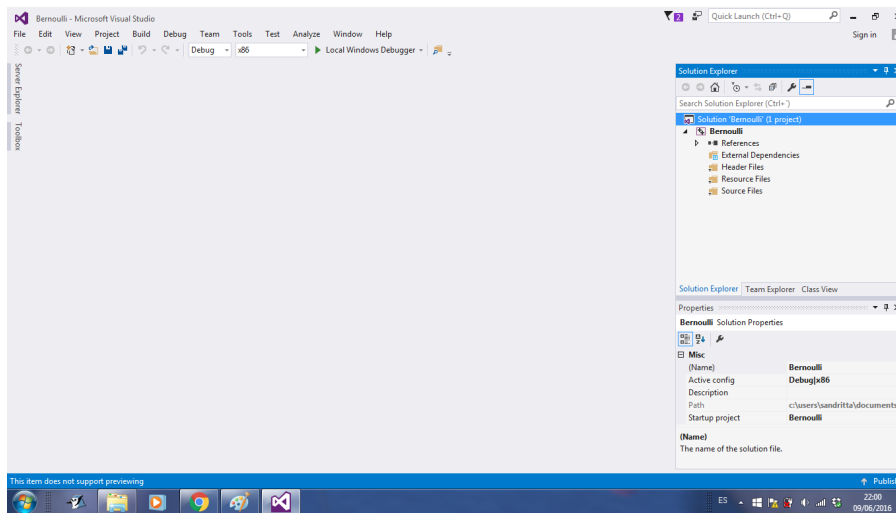 Bernoulli - Microsoft Visual Studio
2
Quick Launch (Ctrl+Q)
File Edit View Project Build Debug Team Tools Test Analyze Window Help
Sign in
Debug x86 Local Windows Debugger
Server Explorer
Toolbox
Solution Explorer
Search Solution Explorer (Ctrl+´)
Solution 'Bernoulli' (1 project)
Bernoulli
References
External Dependencies
Header Files
Resource Files
Source Files
Solution Explorer Team Explorer Class View
Properties
Bernoulli Solution Properties
Misc
(Name) Bernoulli
Active config Debug|x86
Description
Path c:\users\sandritta\documents
Startup project Bernoulli
(Name)
The name of the solution file.
This item does not support previewing
Publish
ES
22:00
09/06/2016